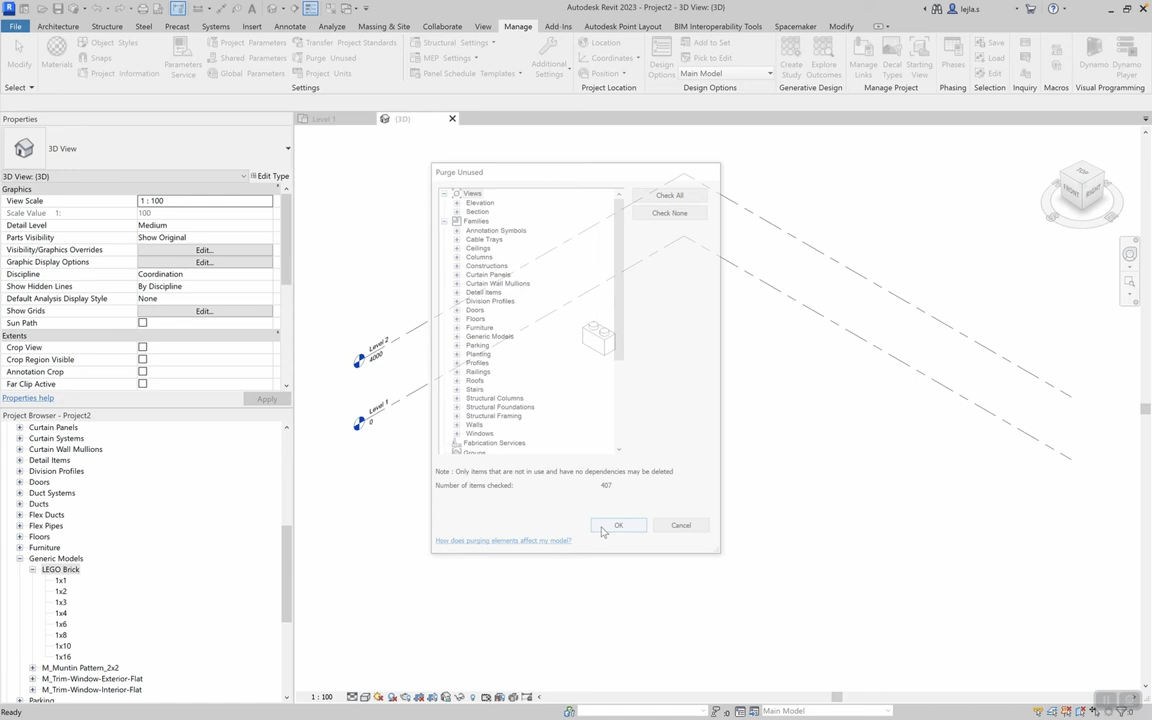 Autodesk Revit 2023 - Project2 - 3D View: {3D}
lejla.s
File Architecture Structure Steel Precast Systems Insert Annotate Analyze Massing & Site Collaborate View Manage Add-Ins Autodesk Point Layout BIM Interoperability Tools Spacemaker Modify
Modify
Materials
Object Styles
Snaps
Project Information
Parameters Service
Project Parameters
Shared Parameters
Global Parameters
Transfer Project Standards
Purge Unused
Project Units
Structural Settings
MEP Settings
Panel Schedule Templates
Additional Settings
Location
Coordinates
Position
Design Options
Add to Set
Pick to Edit
Main Model
Create Study
Explore Outcomes
Manage Links
Decal Types
Starting View
Phases
Save
Load
Edit
Dynamo
Dynamo Player
Select Settings Project Location Design Options Generative Design Manage Project Phasing Selection Inquiry Macros Visual Programming
Properties
Level 1
{3D}
3D View
3D View: {3D} Edit Type
Graphics
View Scale 1 : 100
Scale Value 1: 100
Detail Level Medium
Parts Visibility Show Original
Visibility/Graphics Overrides Edit...
Graphic Display Options Edit...
Discipline Coordination
Show Hidden Lines By Discipline
Default Analysis Display Style None
Show Grids Edit...
Sun Path
Extents
Crop View
Crop Region Visible
Annotation Crop
Far Clip Active
Properties help Apply
Project Browser - Project2
Curtain Panels
Curtain Systems
Curtain Wall Mullions
Detail Items
Division Profiles
Doors
Duct Systems
Ducts
Flex Ducts
Flex Pipes
Floors
Furniture
Generic Models
LEGO Brick
1x1
1x2
1x3
1x4
1x6
1x8
1x10
1x16
M_Muntin Pattern_2x2
M_Trim-Window-Exterior-Flat
M_Trim-Window-Interior-Flat
Parking
Level 2
4000
Level 1
0
TOP
FRONT
RIGHT
Purge Unused
Views
Elevation
Section
Families
Annotation Symbols
Cable Trays
Ceilings
Columns
Constructions
Curtain Panels
Curtain Wall Mullions
Detail Items
Division Profiles
Doors
Floors
Furniture
Generic Models
Parking
Planting
Profiles
Railings
Roofs
Stairs
Structural Columns
Structural Foundations
Structural Framing
Walls
Windows
Fabrication Services
Groups
Check All
Check None
Note : Only items that are not in use and have no dependencies may be deleted
Number of items checked: 407
OK Cancel
How does purging elements affect my model?
1 : 100
Ready
:0
Main Model
:0